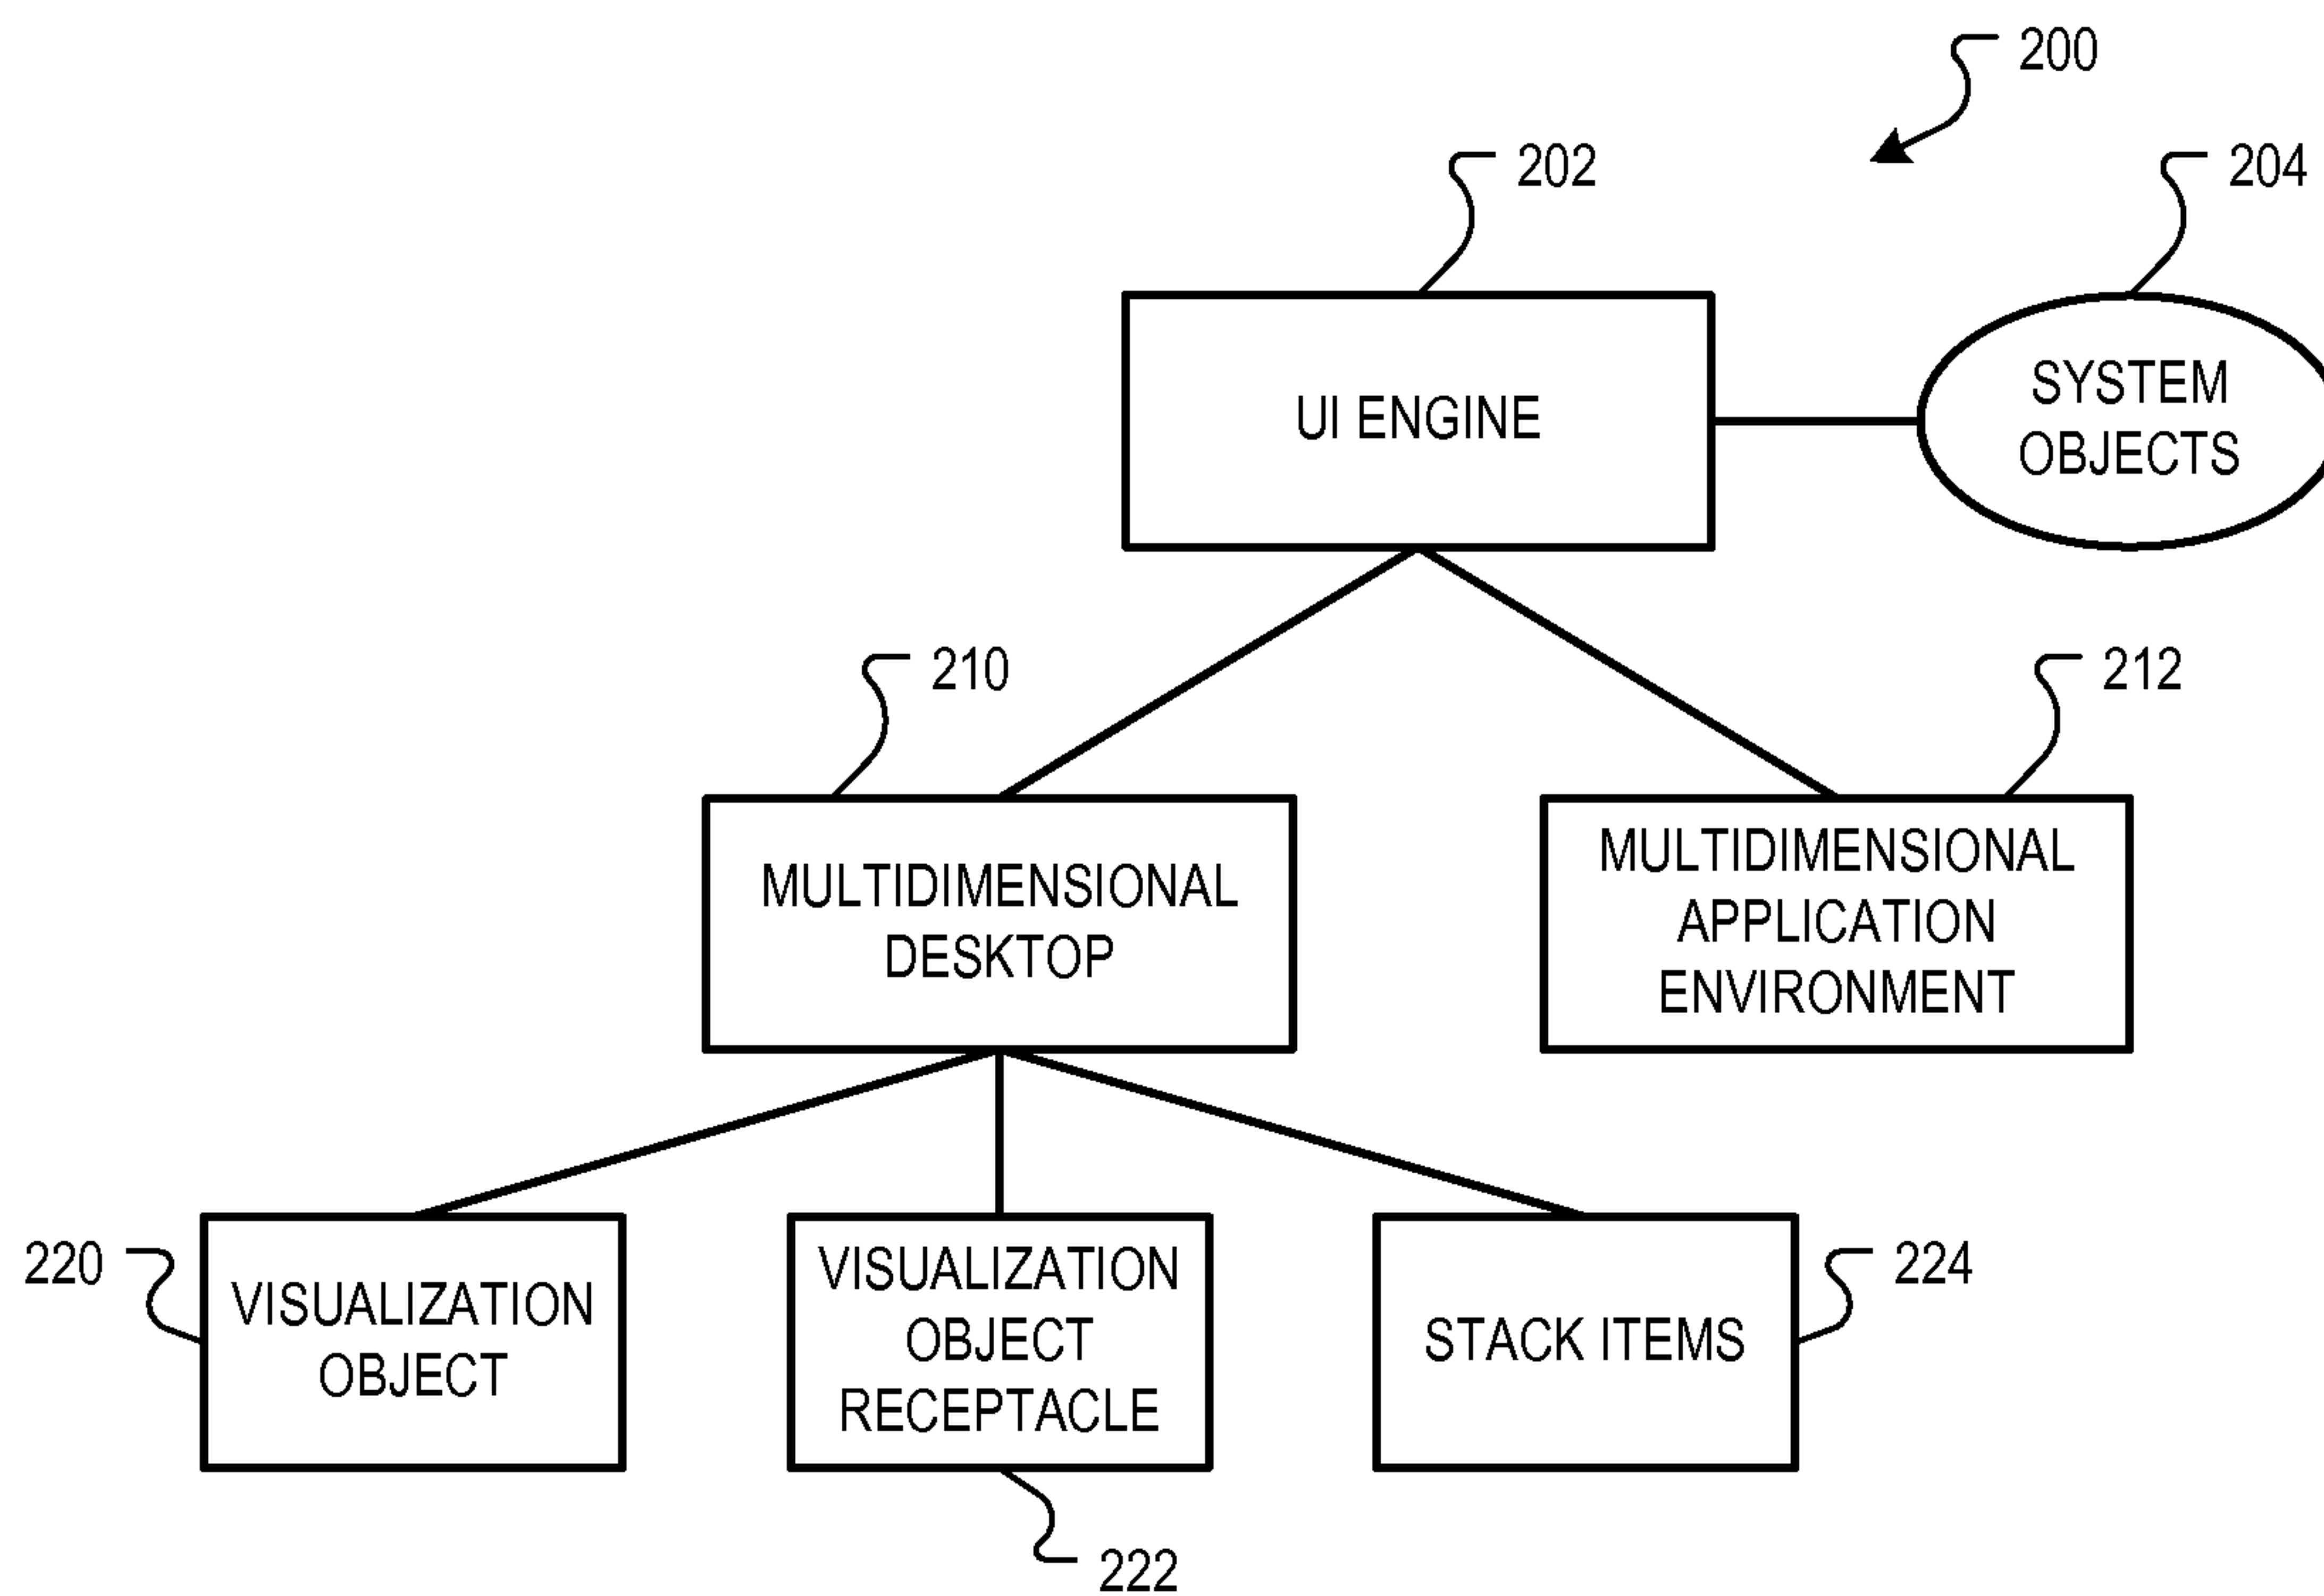 200
202
204
UI ENGINE
SYSTEM
OBJECTS
210
212
MULTIDIMENSIONAL
DESKTOP
MULTIDIMENSIONAL
APPLICATION
ENVIRONMENT
220
VISUALIZATION
OBJECT
VISUALIZATION
OBJECT
RECEPTACLE
STACK ITEMS
224
222